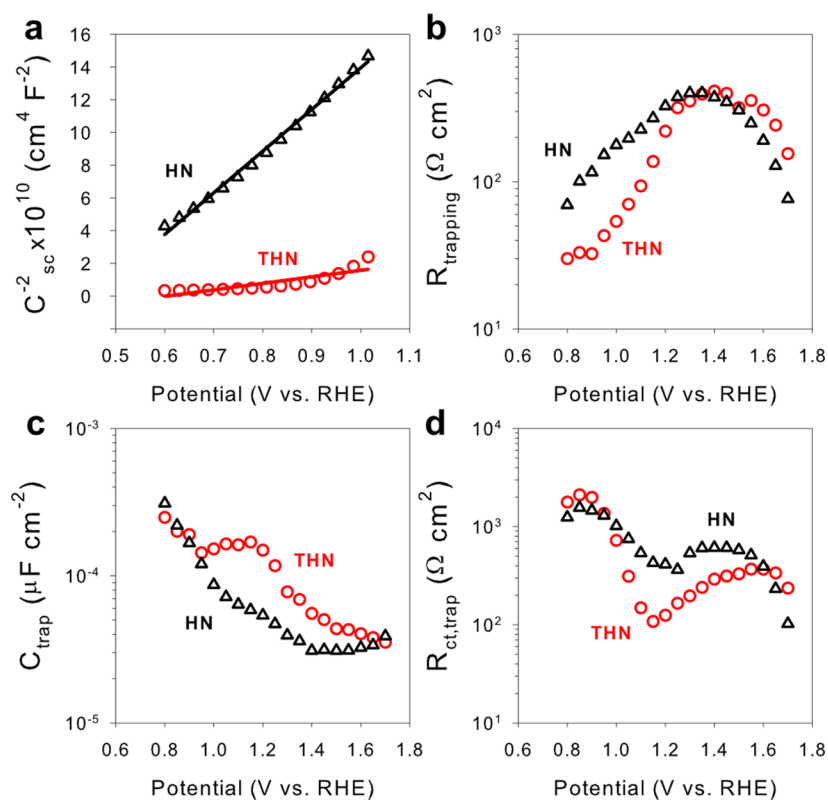 a
C⁻²sc x10¹⁰ (cm⁴ F⁻²)
16
14
12
10
8
6
4
2
0
HN
THN
0.5 0.6 0.7 0.8 0.9 1.0 1.1
Potential (V vs. RHE)
b
Rtrapping (Ω cm²)
10³
10²
10¹
HN
THN
0.6 0.8 1.0 1.2 1.4 1.6 1.8
Potential (V vs. RHE)
c
Ctrap (μF cm⁻²)
10⁻³
10⁻⁴
10⁻⁵
THN
HN
0.6 0.8 1.0 1.2 1.4 1.6 1.8
Potential (V vs. RHE)
d
Rct,trap (Ω cm²)
10⁴
10³
10²
10¹
HN
THN
0.6 0.8 1.0 1.2 1.4 1.6 1.8
Potential (V vs. RHE)